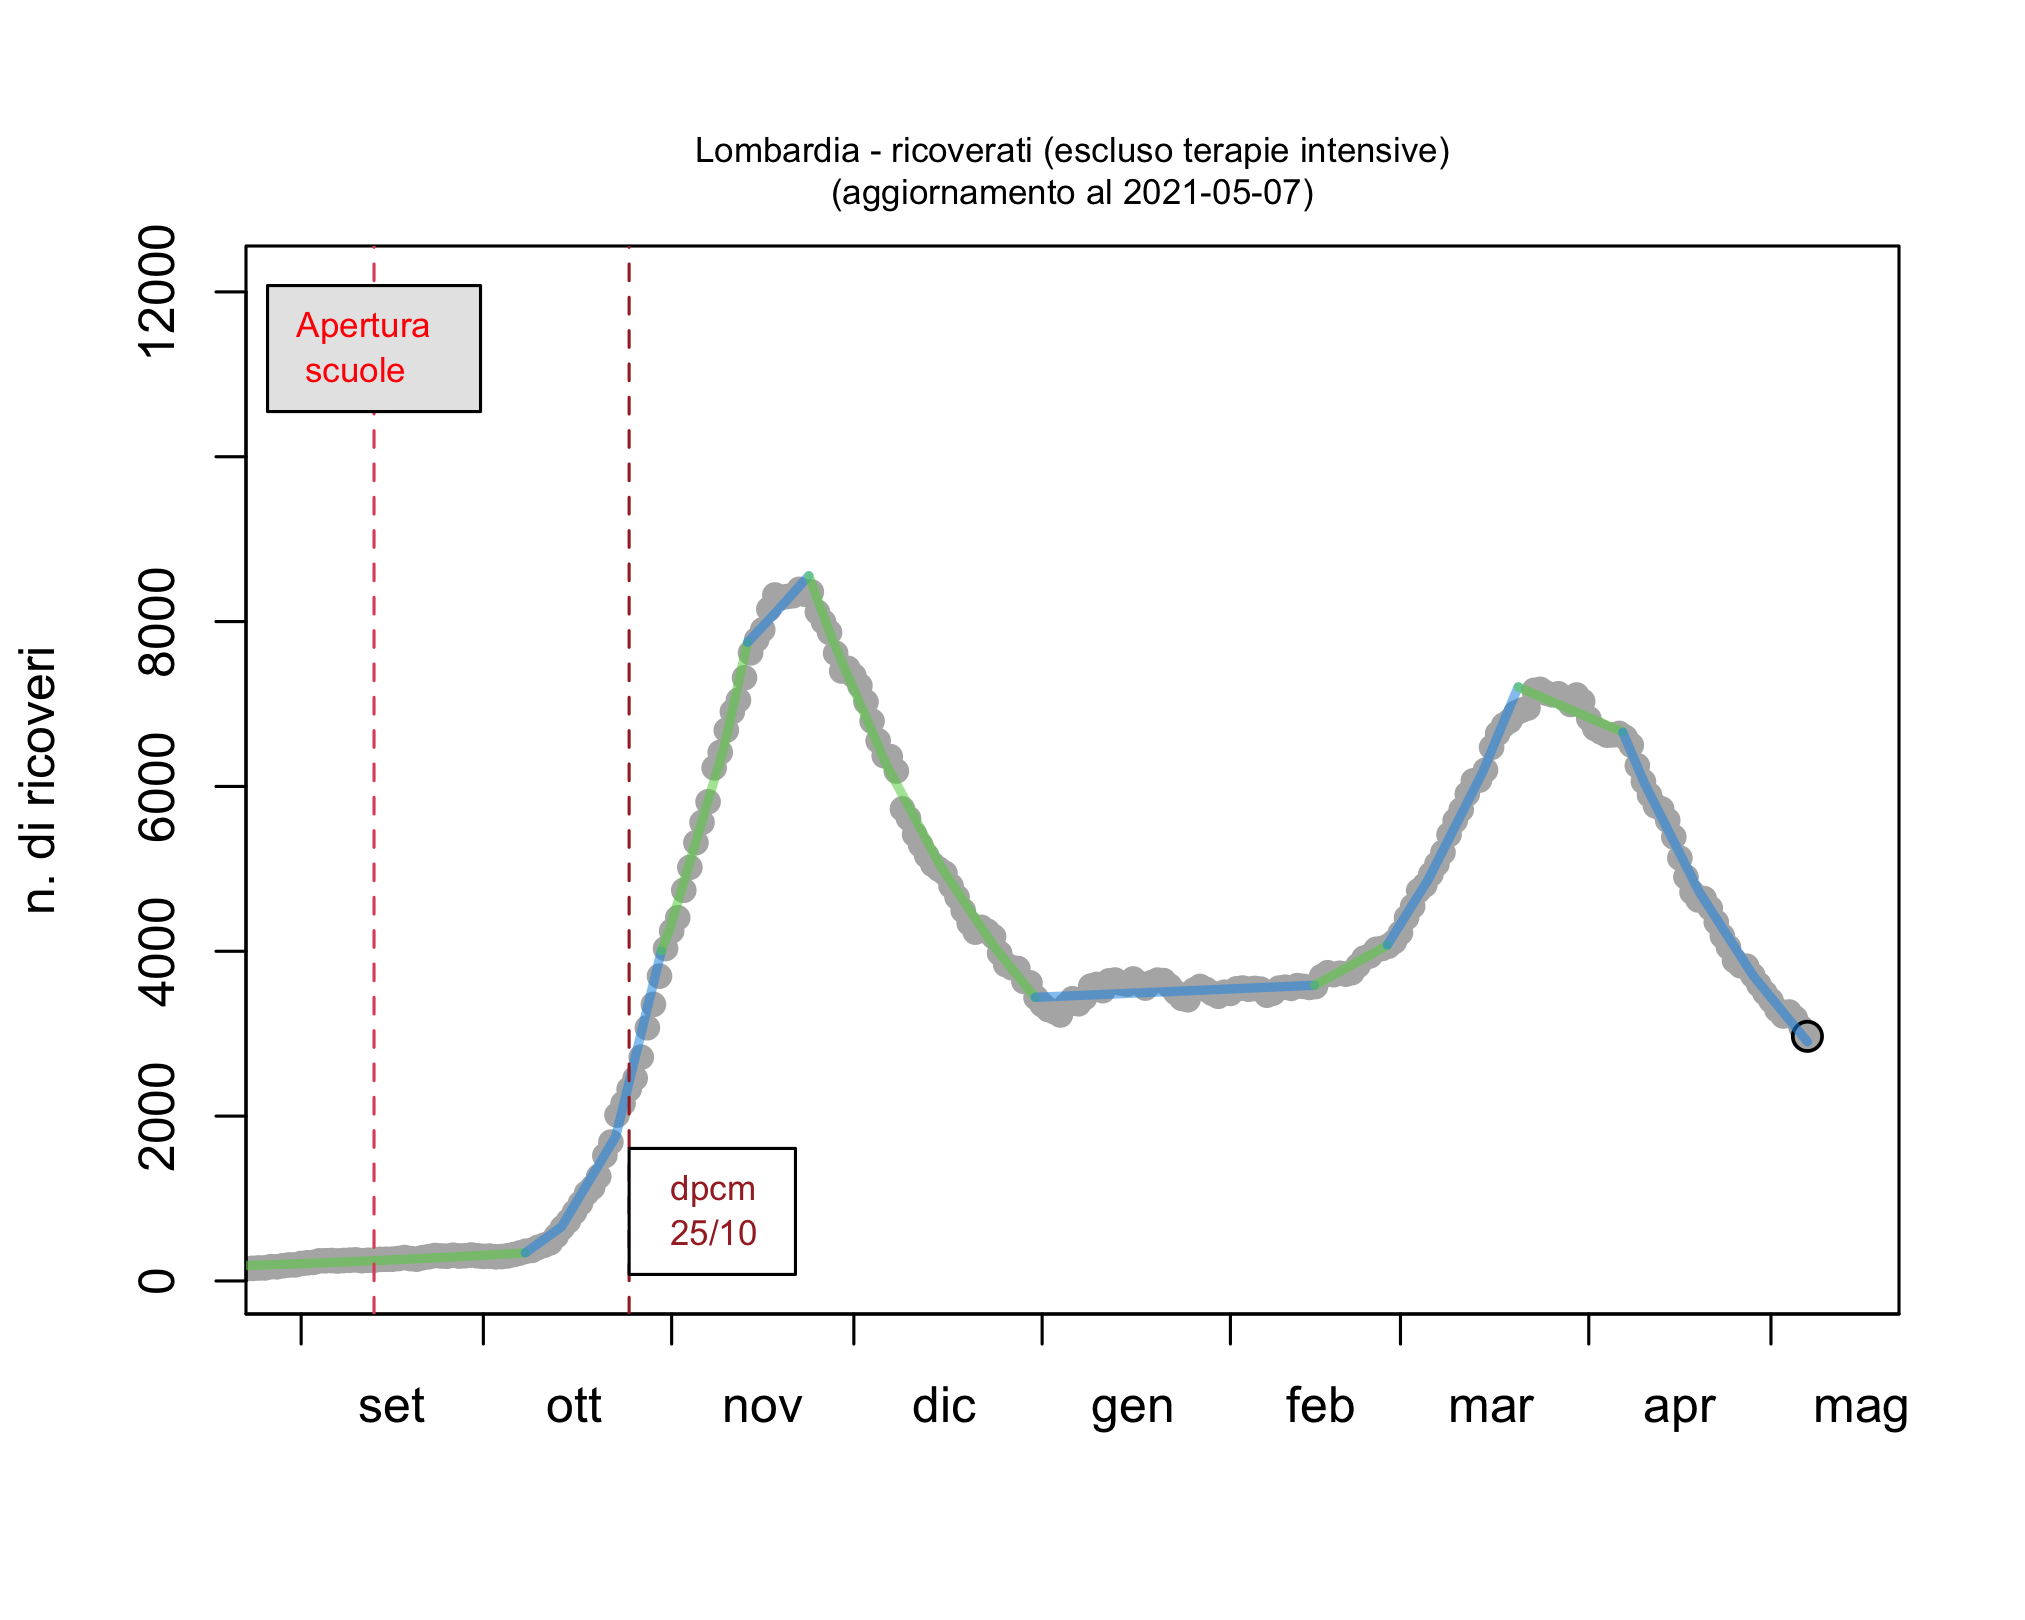 Lombardia - ricoverati (escluso terapie intensive)
(aggiornamento al 2021-05-07)
12000
8000
6000
4000
2000
0
n. di ricoveri
Apertura
scuole
dpcm
25/10
set ott nov dic gen feb mar apr mag